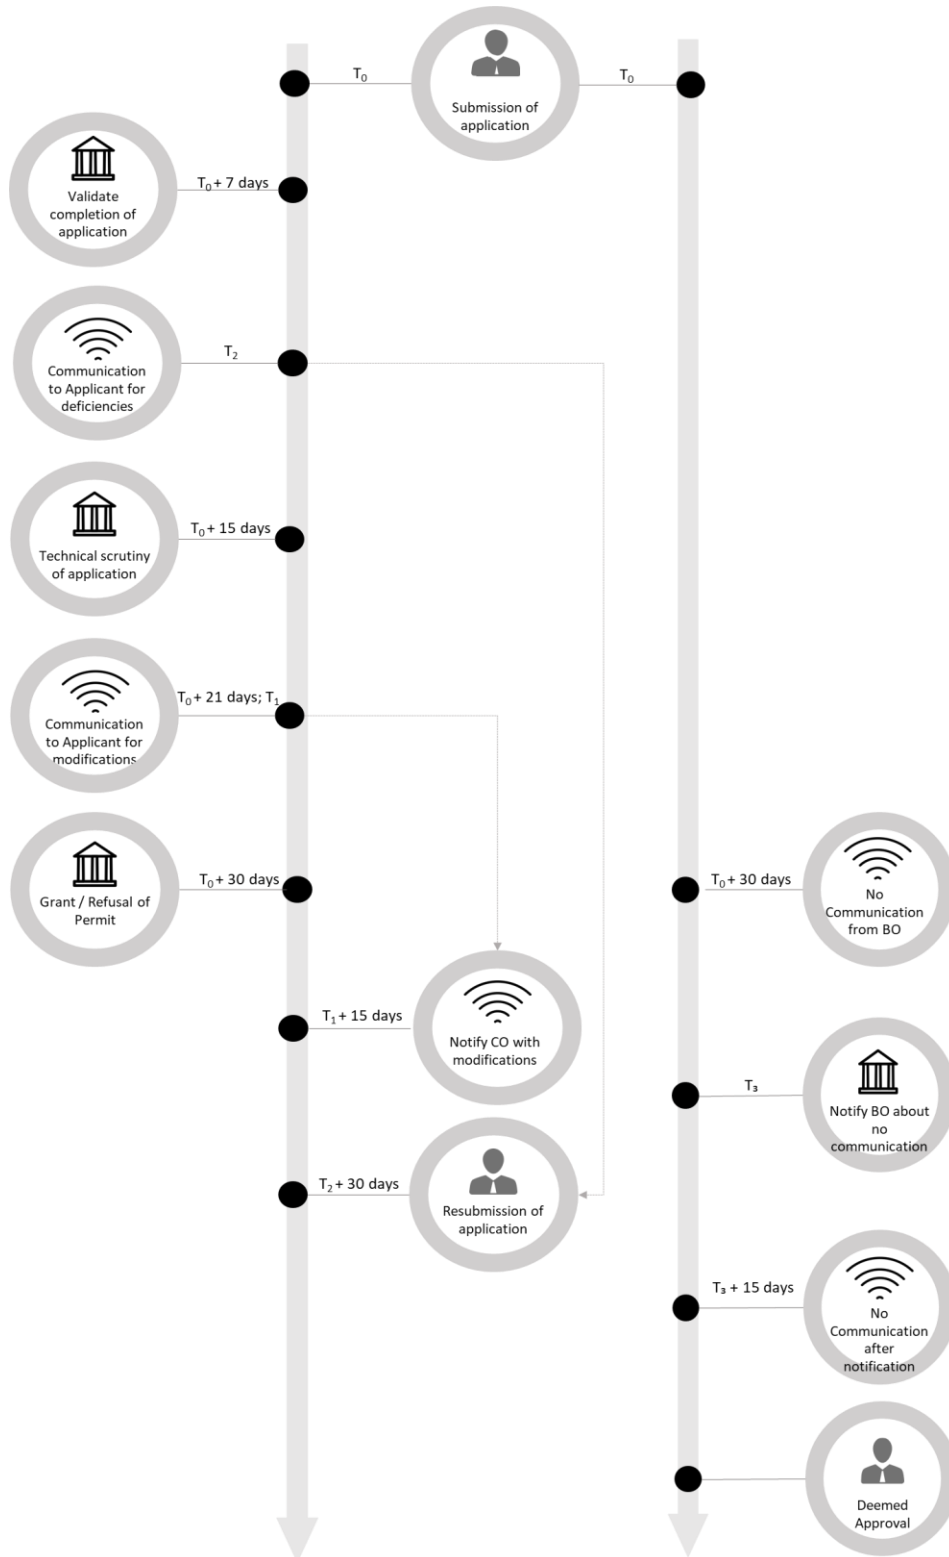 T₀
T₀
Submission of
application
T₀ + 7 days
Validate
completion of
application
T₂
Communication
to Applicant for
deficiencies
T₀ + 15 days
Technical scrutiny
of application
T₀ + 21 days; T₁
Communication
to Applicant for
modifications
T₀ + 30 days
Grant / Refusal of
Permit
T₀ + 30 days
No
Communication
from BO
T₁ + 15 days
Notify CO with
modifications
T₃
Notify BO about
no
communication
T₂ + 30 days
Resubmission of
application
T₃ + 15 days
No
Communication
after
notification
Deemed
Approval